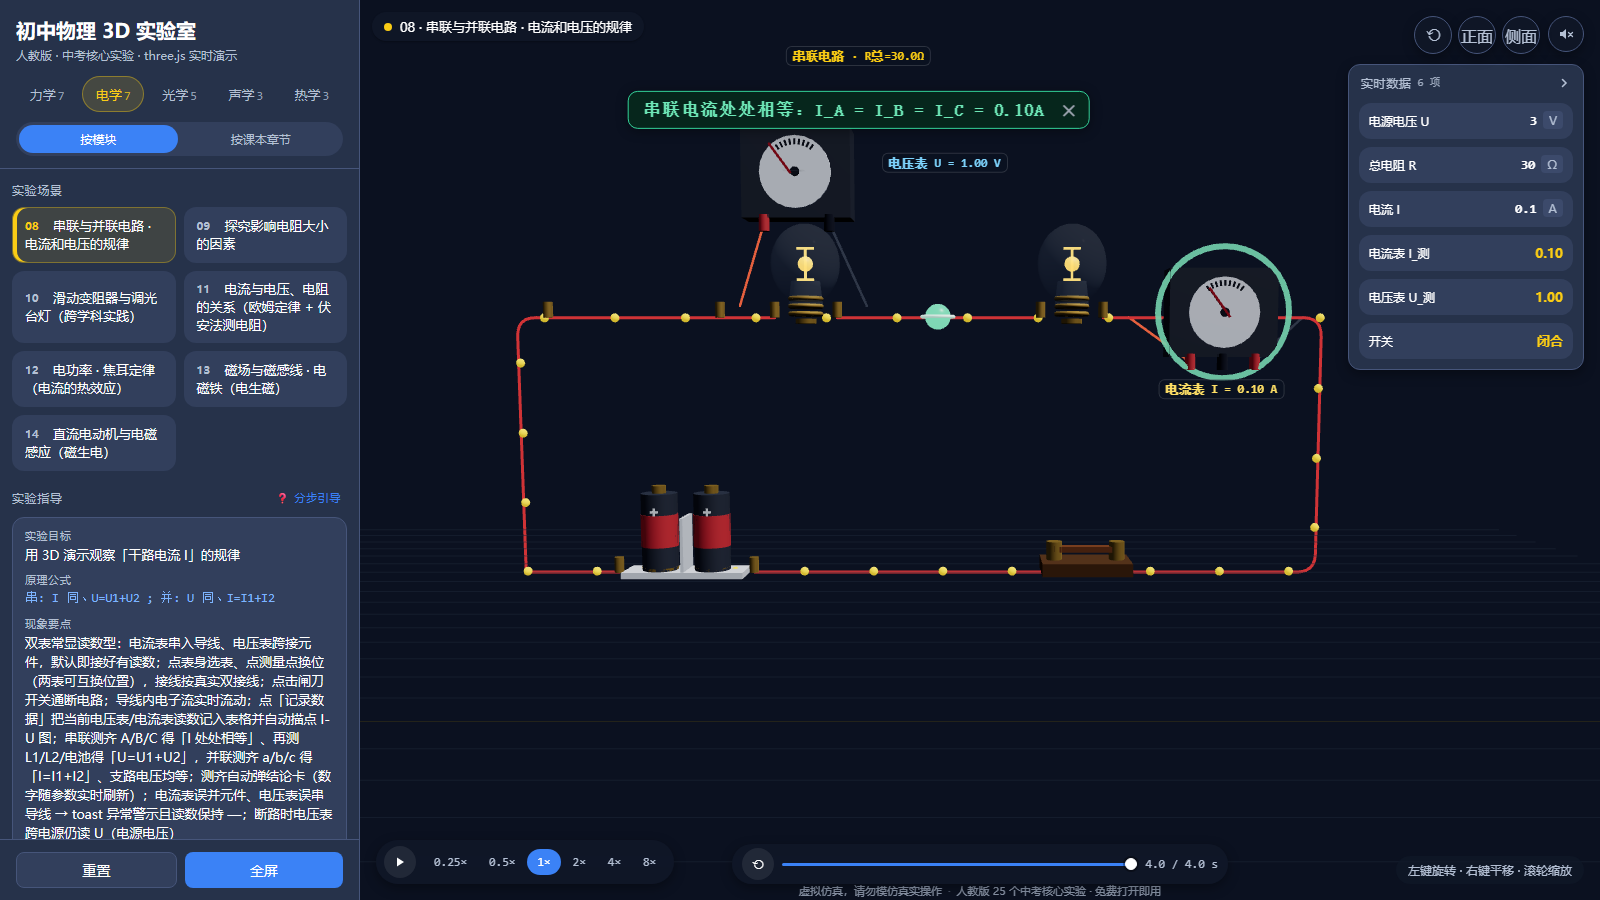 初中物理 3D 实验室
人教版 · 中考核心实验 · three.js 实时演示
力学 7
电学 7
光学 5
声学 3
热学 3
按模块
按课本章节
实验场景
08 串联与并联电路 ·
电流和电压的规律
09 探究影响电阻大小
的因素
10 滑动变阻器与调光
台灯（跨学科实践）
11 电流与电压、电阻
的关系（欧姆定律 + 伏
安法测电阻）
12 电功率 · 焦耳定律
（电流的热效应）
13 磁场与磁感线 · 电
磁铁（电生磁）
14 直流电动机与电磁
感应（磁生电）
实验指导
❓ 分步引导
实验目标
用 3D 演示观察「干路电流 I」的规律
原理公式
串: I 同、U=U1+U2 ; 并: U 同、I=I1+I2
现象要点
双表常显读数型：电流表串入导线、电压表跨接元
件，默认即接好有读数；点表身选表、点测量点换位
（两表可互换位置），接线按真实双接线；点击闸刀
开关通断电路；导线内电子流实时流动；点「记录数
据」把当前电压表/电流表读数记入表格并自动描点 I-
U 图；串联测齐 A/B/C 得「I 处处相等」、再测
L1/L2/电池得「U=U1+U2」，并联测齐 a/b/c 得
「I=I1+I2」、支路电压均等；测齐自动弹结论卡（数
字随参数实时刷新）；电流表误并元件、电压表误串
导线 → toast 异常警示且读数保持 —；断路时电压表
跨电源仍读 U（电源电压）
重置
全屏
08 · 串联与并联电路 · 电流和电压的规律
串联电路 · R总=30.0Ω
串联电流处处相等: I_A = I_B = I_C = 0.10A
电压表 U = 1.00 V
电流表 I = 0.10 A
正面
侧面
实时数据 6 项
电源电压 U 3 V
总电阻 R 30 Ω
电流 I 0.1 A
电流表 I_测 0.10
电压表 U_测 1.00
开关 闭合
0.25×
0.5×
1×
2×
4×
8×
4.0 / 4.0 s
虚拟仿真，请勿模仿真实操作 · 人教版 25 个中考核心实验 · 免费打开即用
左键旋转 · 右键平移 · 滚轮缩放